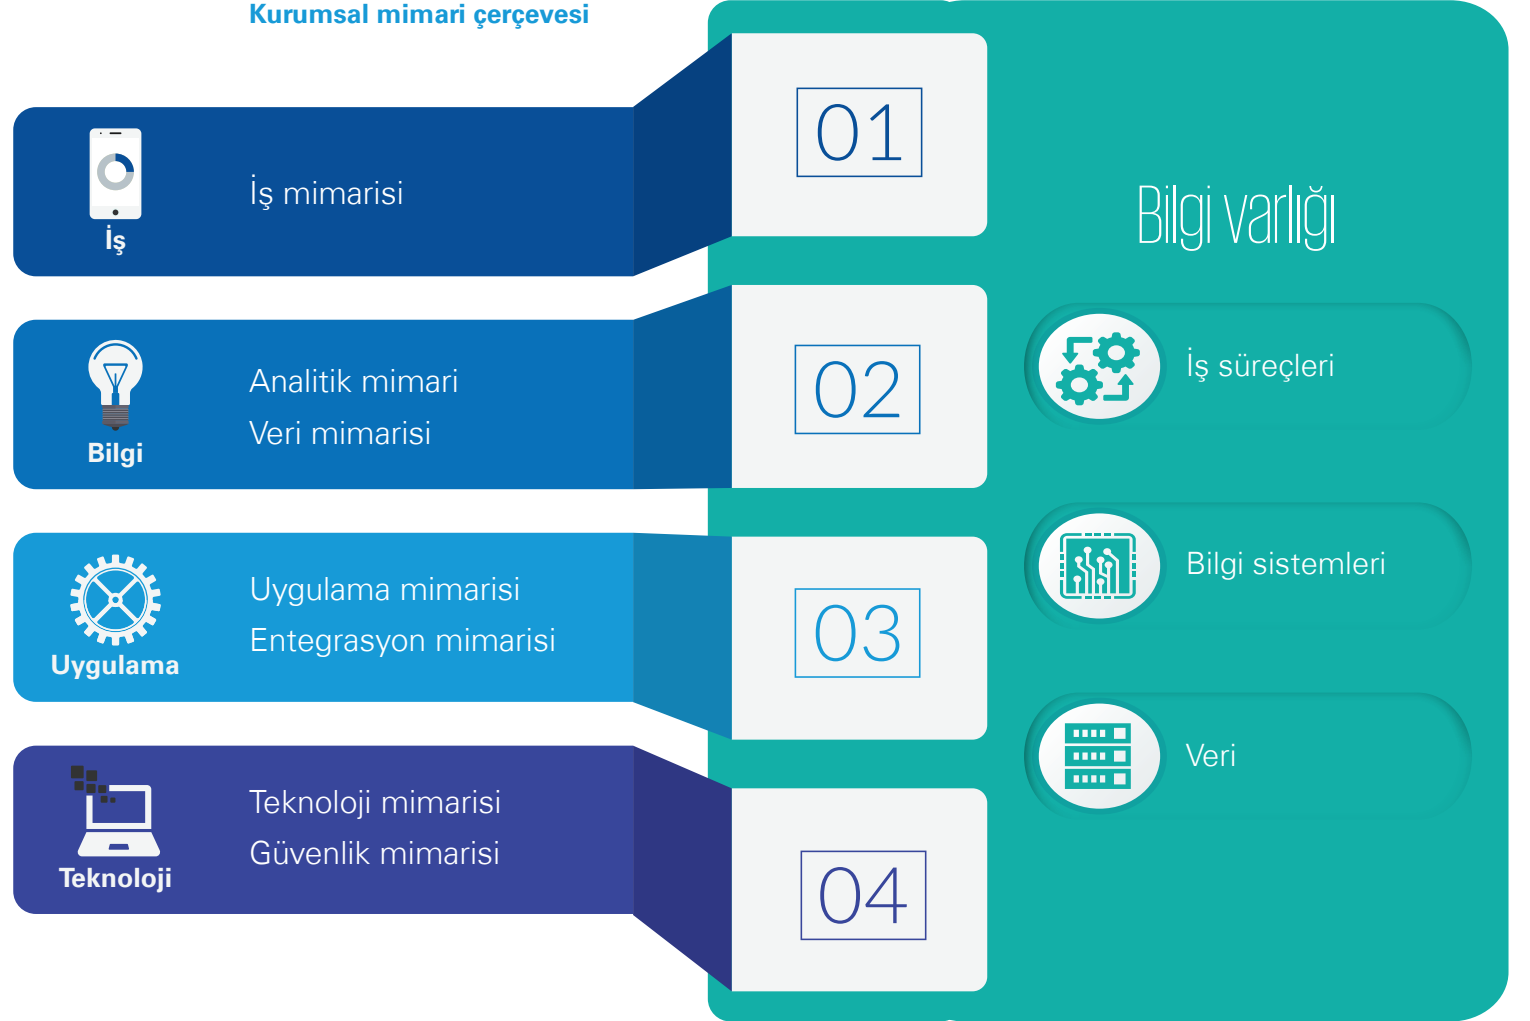 Kurumsal mimari çerçevesi
İş
İş mimarisi
01
Bilgi
Analitik mimari
Veri mimarisi
02
Uygulama
Uygulama mimarisi
Entegrasyon mimarisi
03
Teknoloji
Teknoloji mimarisi
Güvenlik mimarisi
04
Bilgi varlığı
İş süreçleri
Bilgi sistemleri
Veri